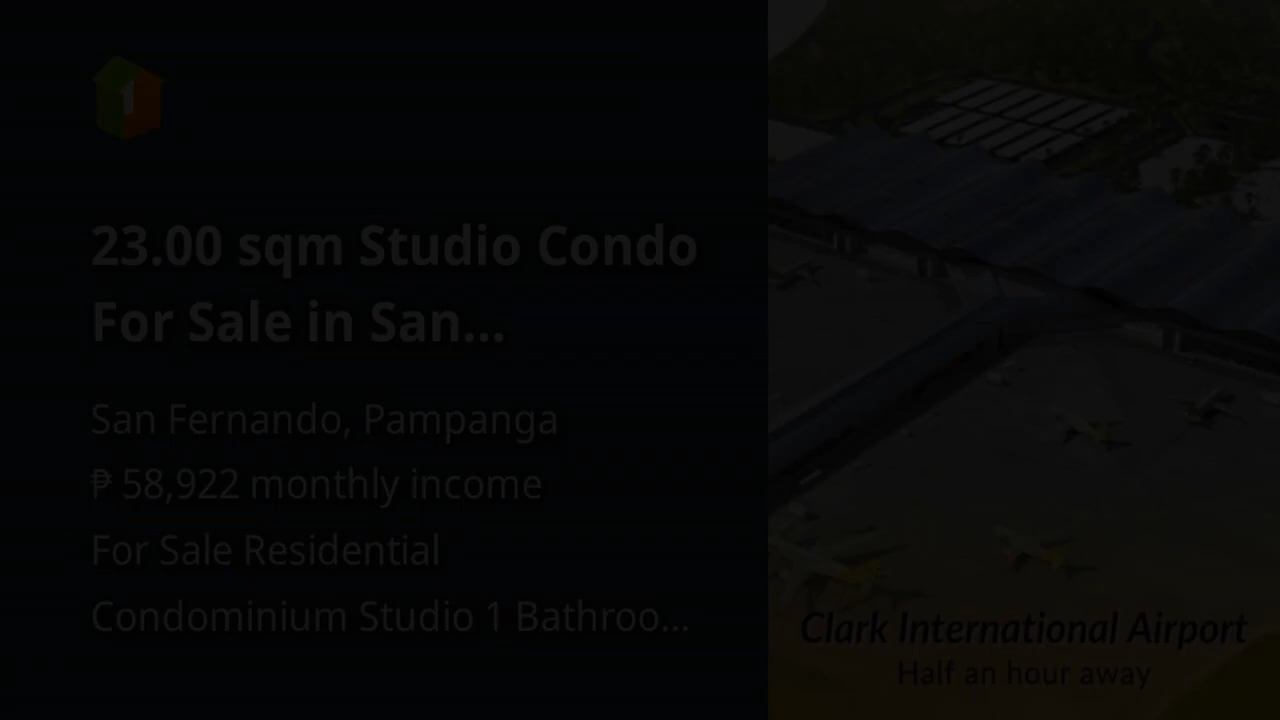 1
23.00 sqm Studio Condo
For Sale in San...
San Fernando, Pampanga
₱ 58,922 monthly income
For Sale Residential
Condominium Studio 1 Bathroo...
Clark International Airport
Half an hour away